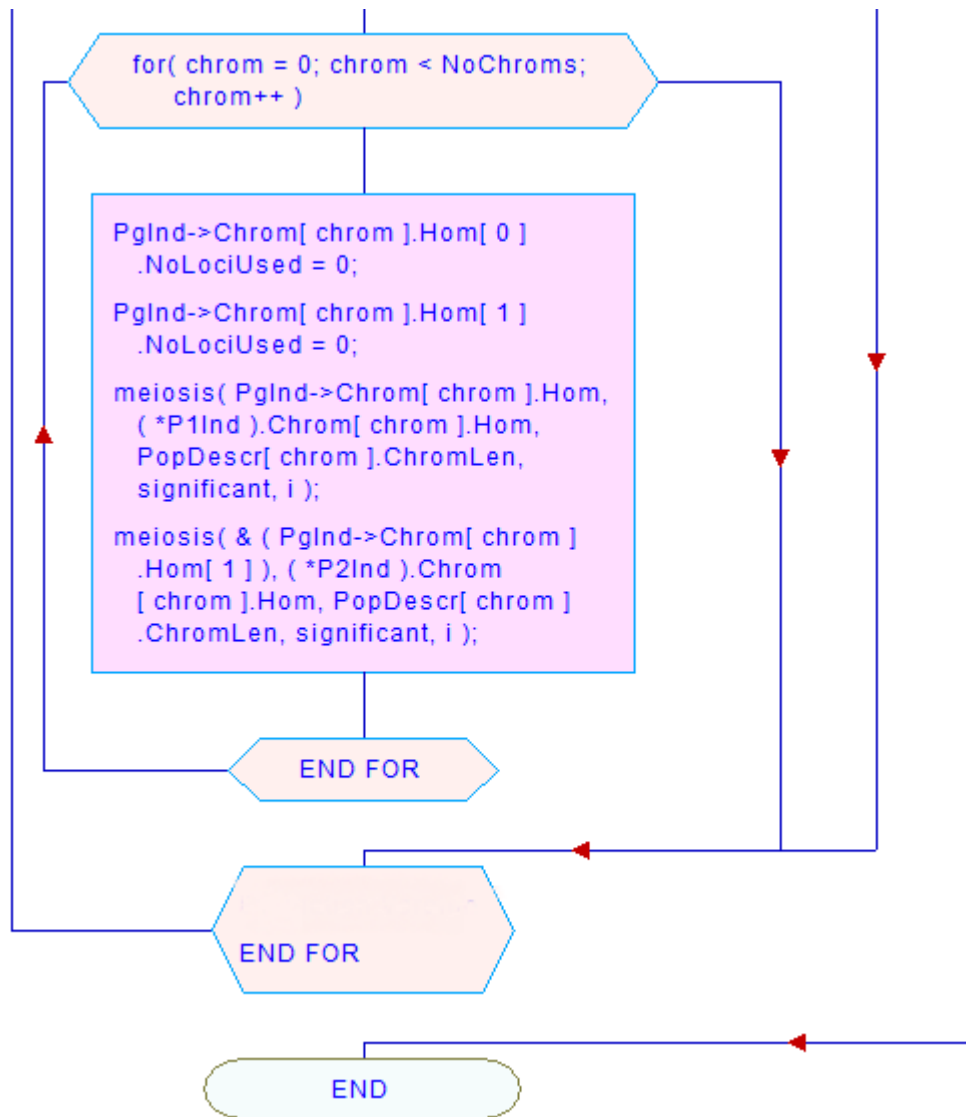 for( chrom = 0; chrom < NoChroms;
chrom++ )
PgInd->Chrom[ chrom ].Hom[ 0 ]
.NoLociUsed = 0;
PgInd->Chrom[ chrom ].Hom[ 1 ]
.NoLociUsed = 0;
meiosis( PgInd->Chrom[ chrom ].Hom,
( *P1Ind ).Chrom[ chrom ].Hom,
PopDescr[ chrom ].ChromLen,
significant, i );
meiosis( & ( PgInd->Chrom[ chrom ]
.Hom[ 1 ] ), ( *P2Ind ).Chrom
[ chrom ].Hom, PopDescr[ chrom ]
.ChromLen, significant, i );
END FOR
END FOR
END